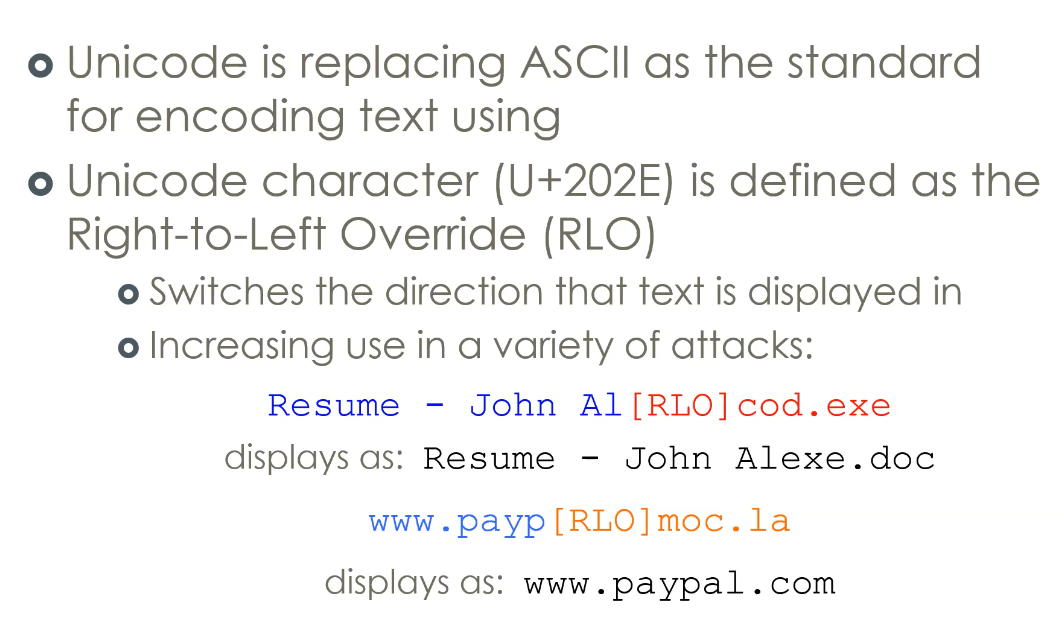 Unicode is replacing ASCII as the standard
for encoding text using
Unicode character (U+202E) is defined as the
Right-to-Left Override (RLO)
Switches the direction that text is displayed in
Increasing use in a variety of attacks:
Resume - John Al[RLO]cod.exe
displays as: Resume - John Alexe.doc
www.payp[RLO]moc.la
displays as: www.paypal.com